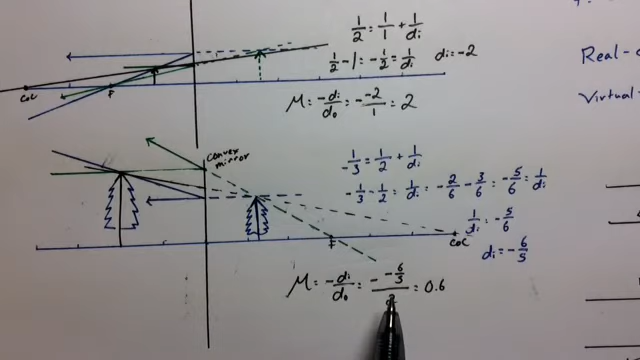 1/2 = 1/1 + 1/di
1/2 - 1 = -1/2 = 1/di di = -2
Real -
CoC F
M = -di/do = - -2/1 = 2
Virtual -
convex mirror
1/-3 = 1/2 + 1/di
-1/3 - 1/2 = 1/di = -2/6 - 3/6 = -5/6 = 1/di
1/di = -5/6
F CoC
di = -6/5
M = -di/do = - -6/5 / 2 = 0.6